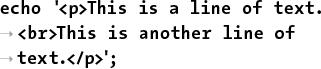 echo '<p>This is a line of text.
→ <br>This is another line of
→ text.</p>';